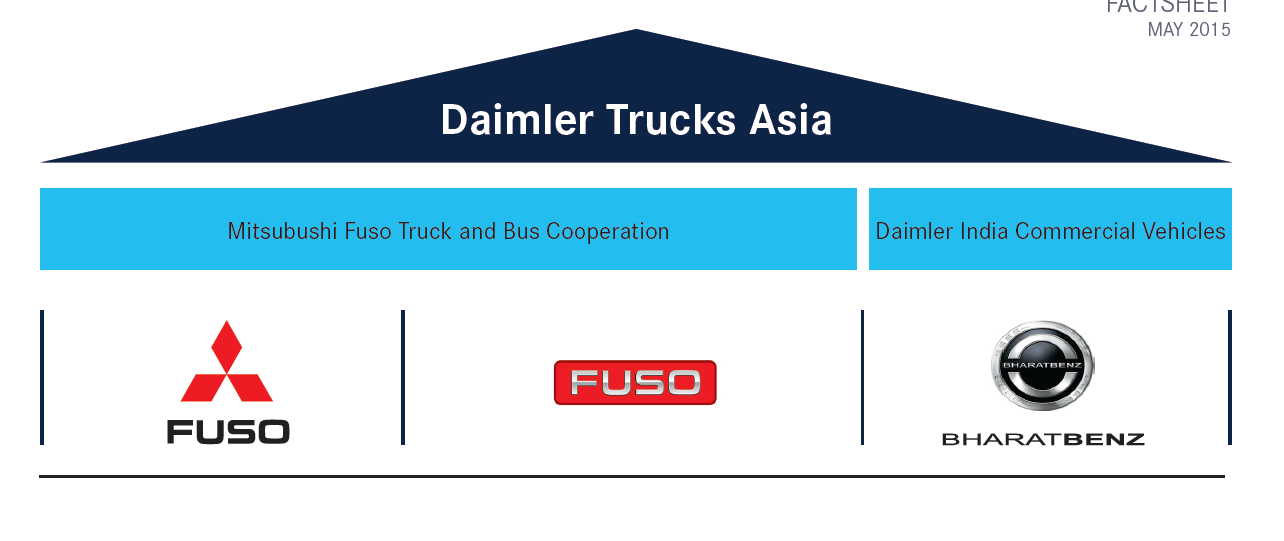 FACTSHEET
MAY 2015
Daimler Trucks Asia
Mitsubushi Fuso Truck and Bus Cooperation
Daimler India Commercial Vehicles
FUSO
FUSO
BHARATBENZ
BHARATBENZ